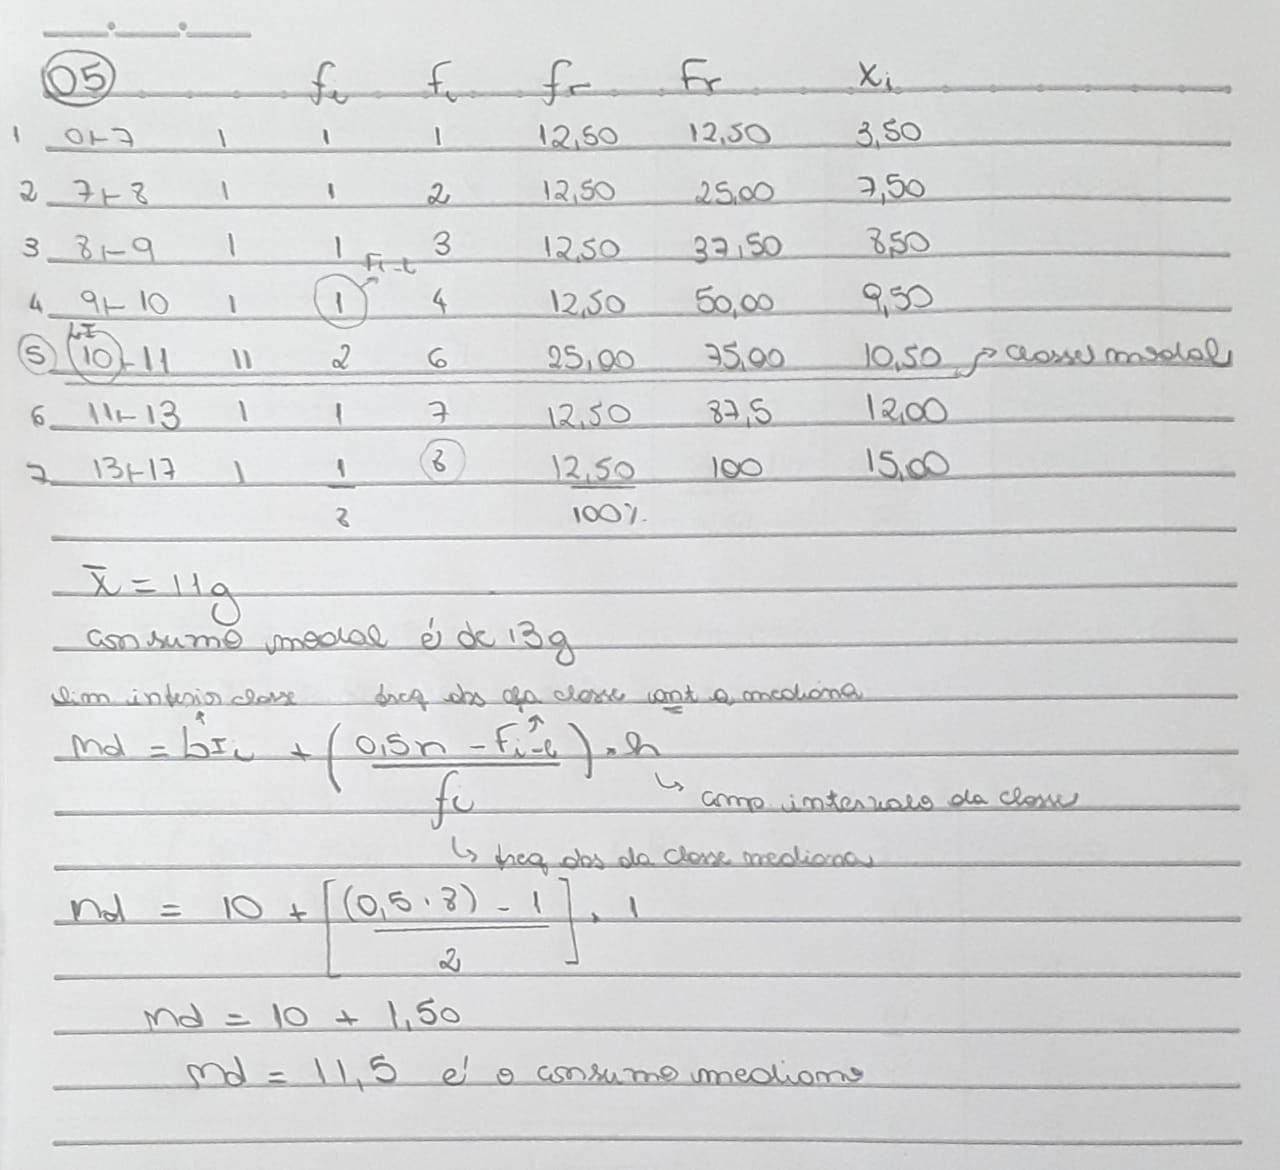 05 fi Fi fr Fr Xi
1 0⊢7 | 1 1 12,50 12,50 3,50
2 7⊢8 | 1 2 12,50 25,00 7,50
3 8⊢9 | 1 3 12,50 37,50 8,50
Fi-1
4 9⊢10 | 1 4 12,50 50,00 9,50
LI
5 10⊢11 || 2 6 25,00 75,00 10,50 → classe modal
6 11⊢13 | 1 7 12,50 87,5 12,00
7 13⊢17 | 1 8 12,50 100 15,00
8 100%
X̄ = 11g
consumo modal é de 13g
lim inferior classe freq abs da classe ant a mediana
Md = LIi + (0,5n - Fi-1 / fi) . h
↳ amp intervalo da classe
↳ freq abs da classe mediana
Md = 10 + [(0,5.8) - 1 / 2] . 1
Md = 10 + 1,50
Md = 11,5 é o consumo mediano